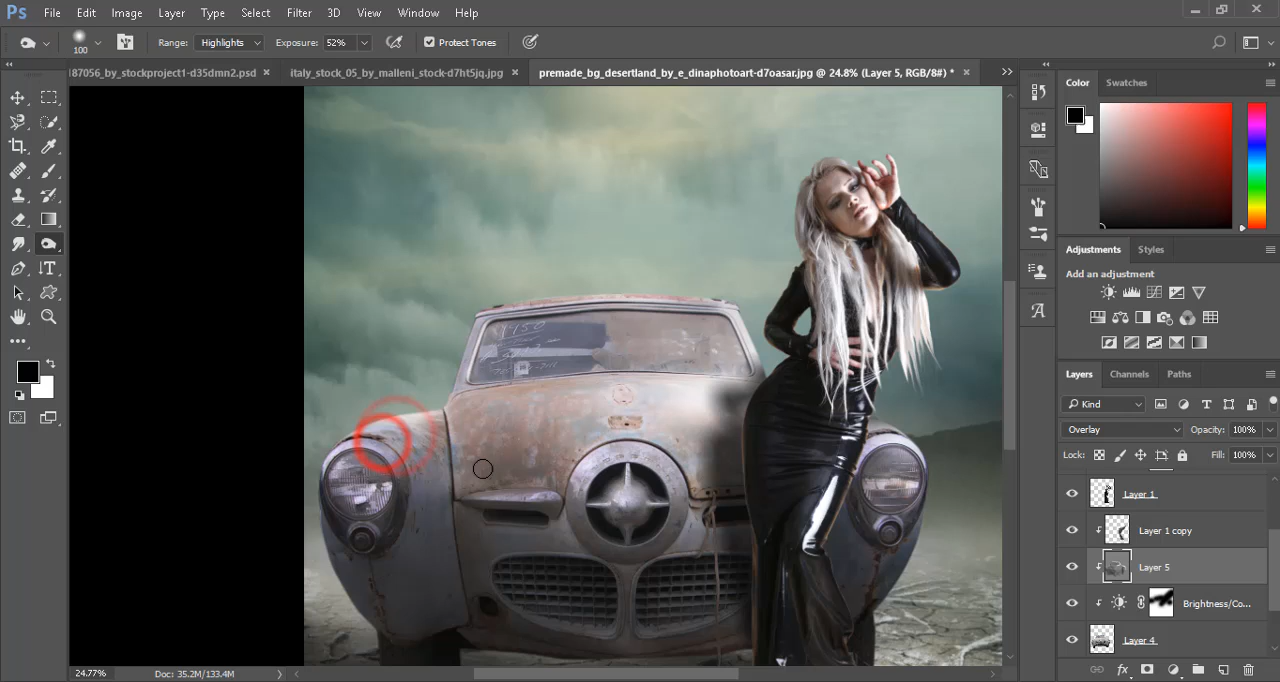 Ps File Edit Image Layer Type Select Filter 3D View Window Help
100 Range: Highlights Exposure: 52% Protect Tones
87056_by_stockproject1-d35dmn2.psd × italy_stock_05_by_malleni_stock-d7ht5jq.jpg × premade_bg_desertland_by_e_dinaphotoart-d7oasar.jpg @ 24.8% (Layer 5, RGB/8#) * ×
Color Swatches
Adjustments Styles
Add an adjustment
Layers Channels Paths
Kind
Overlay Opacity: 100%
Lock: Fill: 100%
Layer 1
Layer 1 copy
Layer 5
Brightness/Co...
Layer 4
24.77% Doc: 35.2M/133.4M